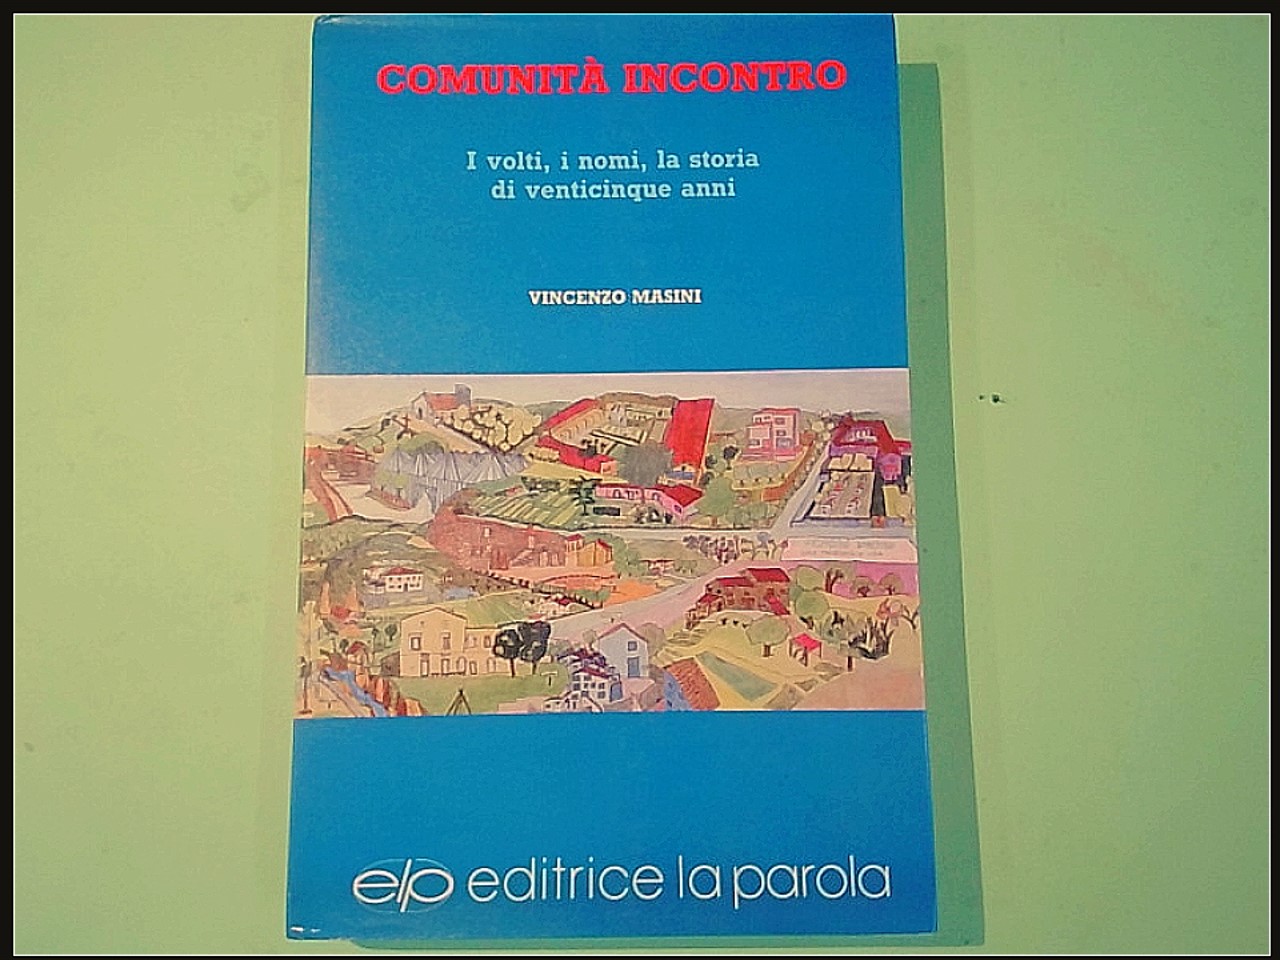 COMUNITÀ INCONTRO
I volti, i nomi, la storia
di venticinque anni
VINCENZO MASINI
elp editrice la parola